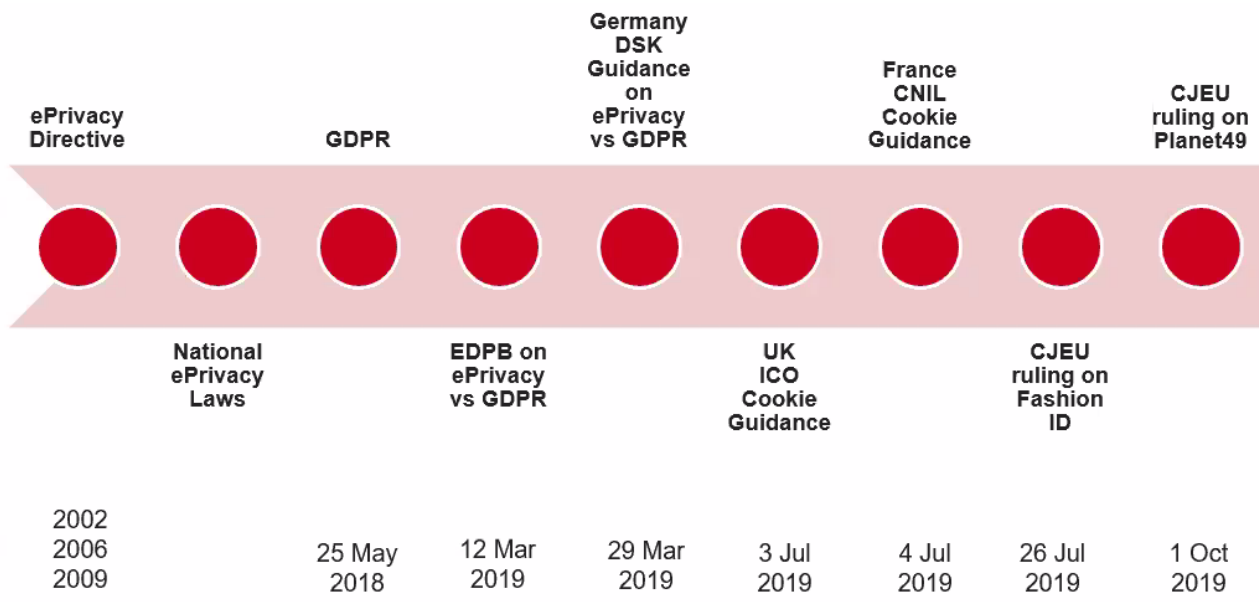 ePrivacy
Directive
National
ePrivacy
Laws
GDPR
EDPB on
ePrivacy
vs GDPR
Germany
DSK
Guidance
on
ePrivacy
vs GDPR
UK
ICO
Cookie
Guidance
France
CNIL
Cookie
Guidance
CJEU
ruling on
Fashion
ID
CJEU
ruling on
Planet49
2002
2006
2009
25 May
2018
12 Mar
2019
29 Mar
2019
3 Jul
2019
4 Jul
2019
26 Jul
2019
1 Oct
2019